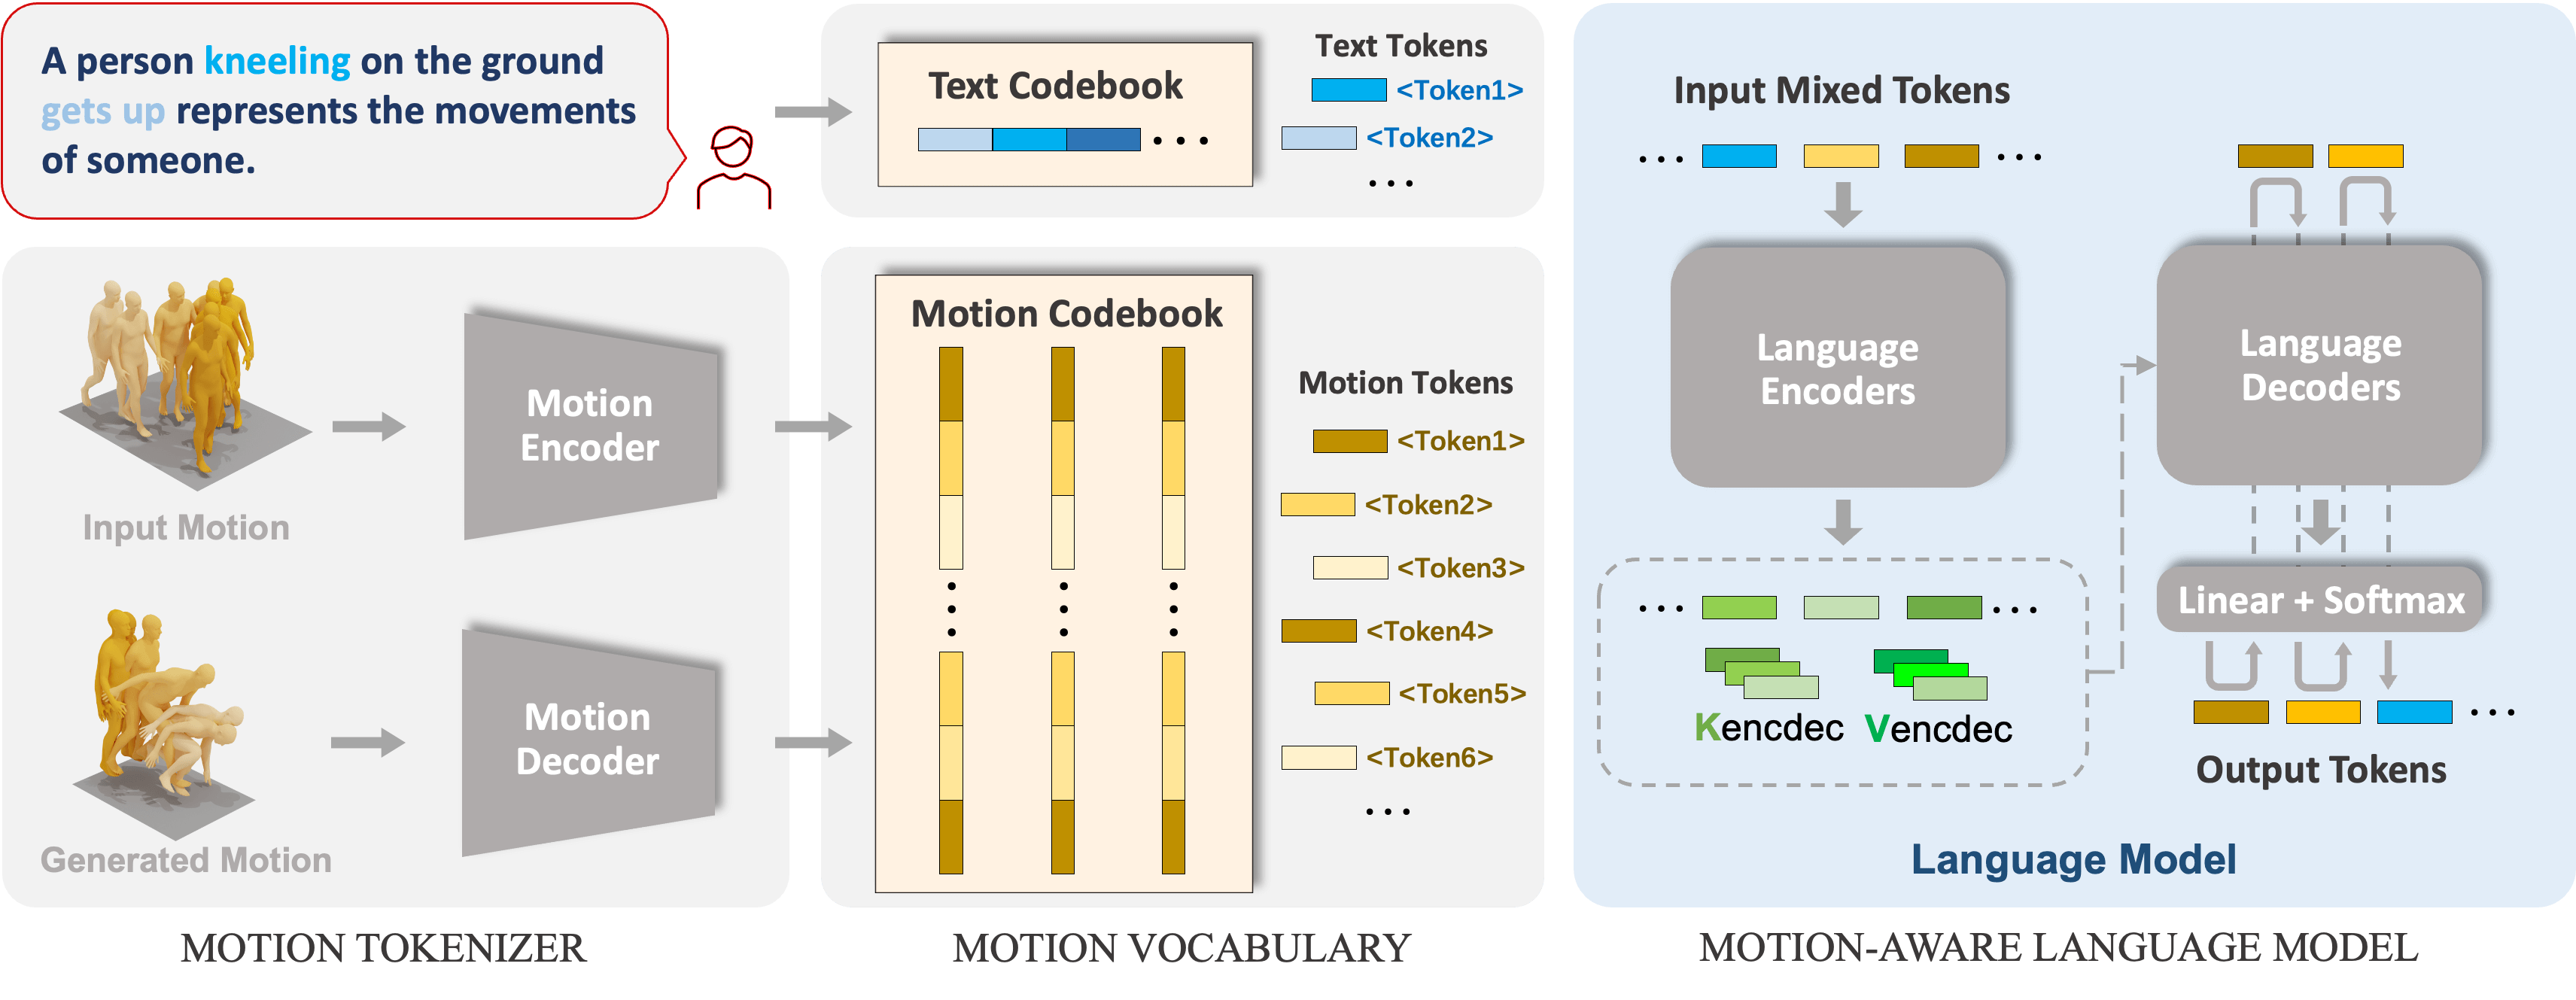 A person kneeling on the ground
gets up represents the movements
of someone.
Text Codebook
Text Tokens
<Token1>
<Token2>
Input Motion
Motion
Encoder
Generated Motion
Motion
Decoder
Motion Codebook
Motion Tokens
<Token1>
<Token2>
<Token3>
<Token4>
<Token5>
<Token6>
Input Mixed Tokens
Language
Encoders
Kencdec
Vencdec
Language
Decoders
Linear + Softmax
Output Tokens
Language Model
MOTION TOKENIZER
MOTION VOCABULARY
MOTION-AWARE LANGUAGE MODEL